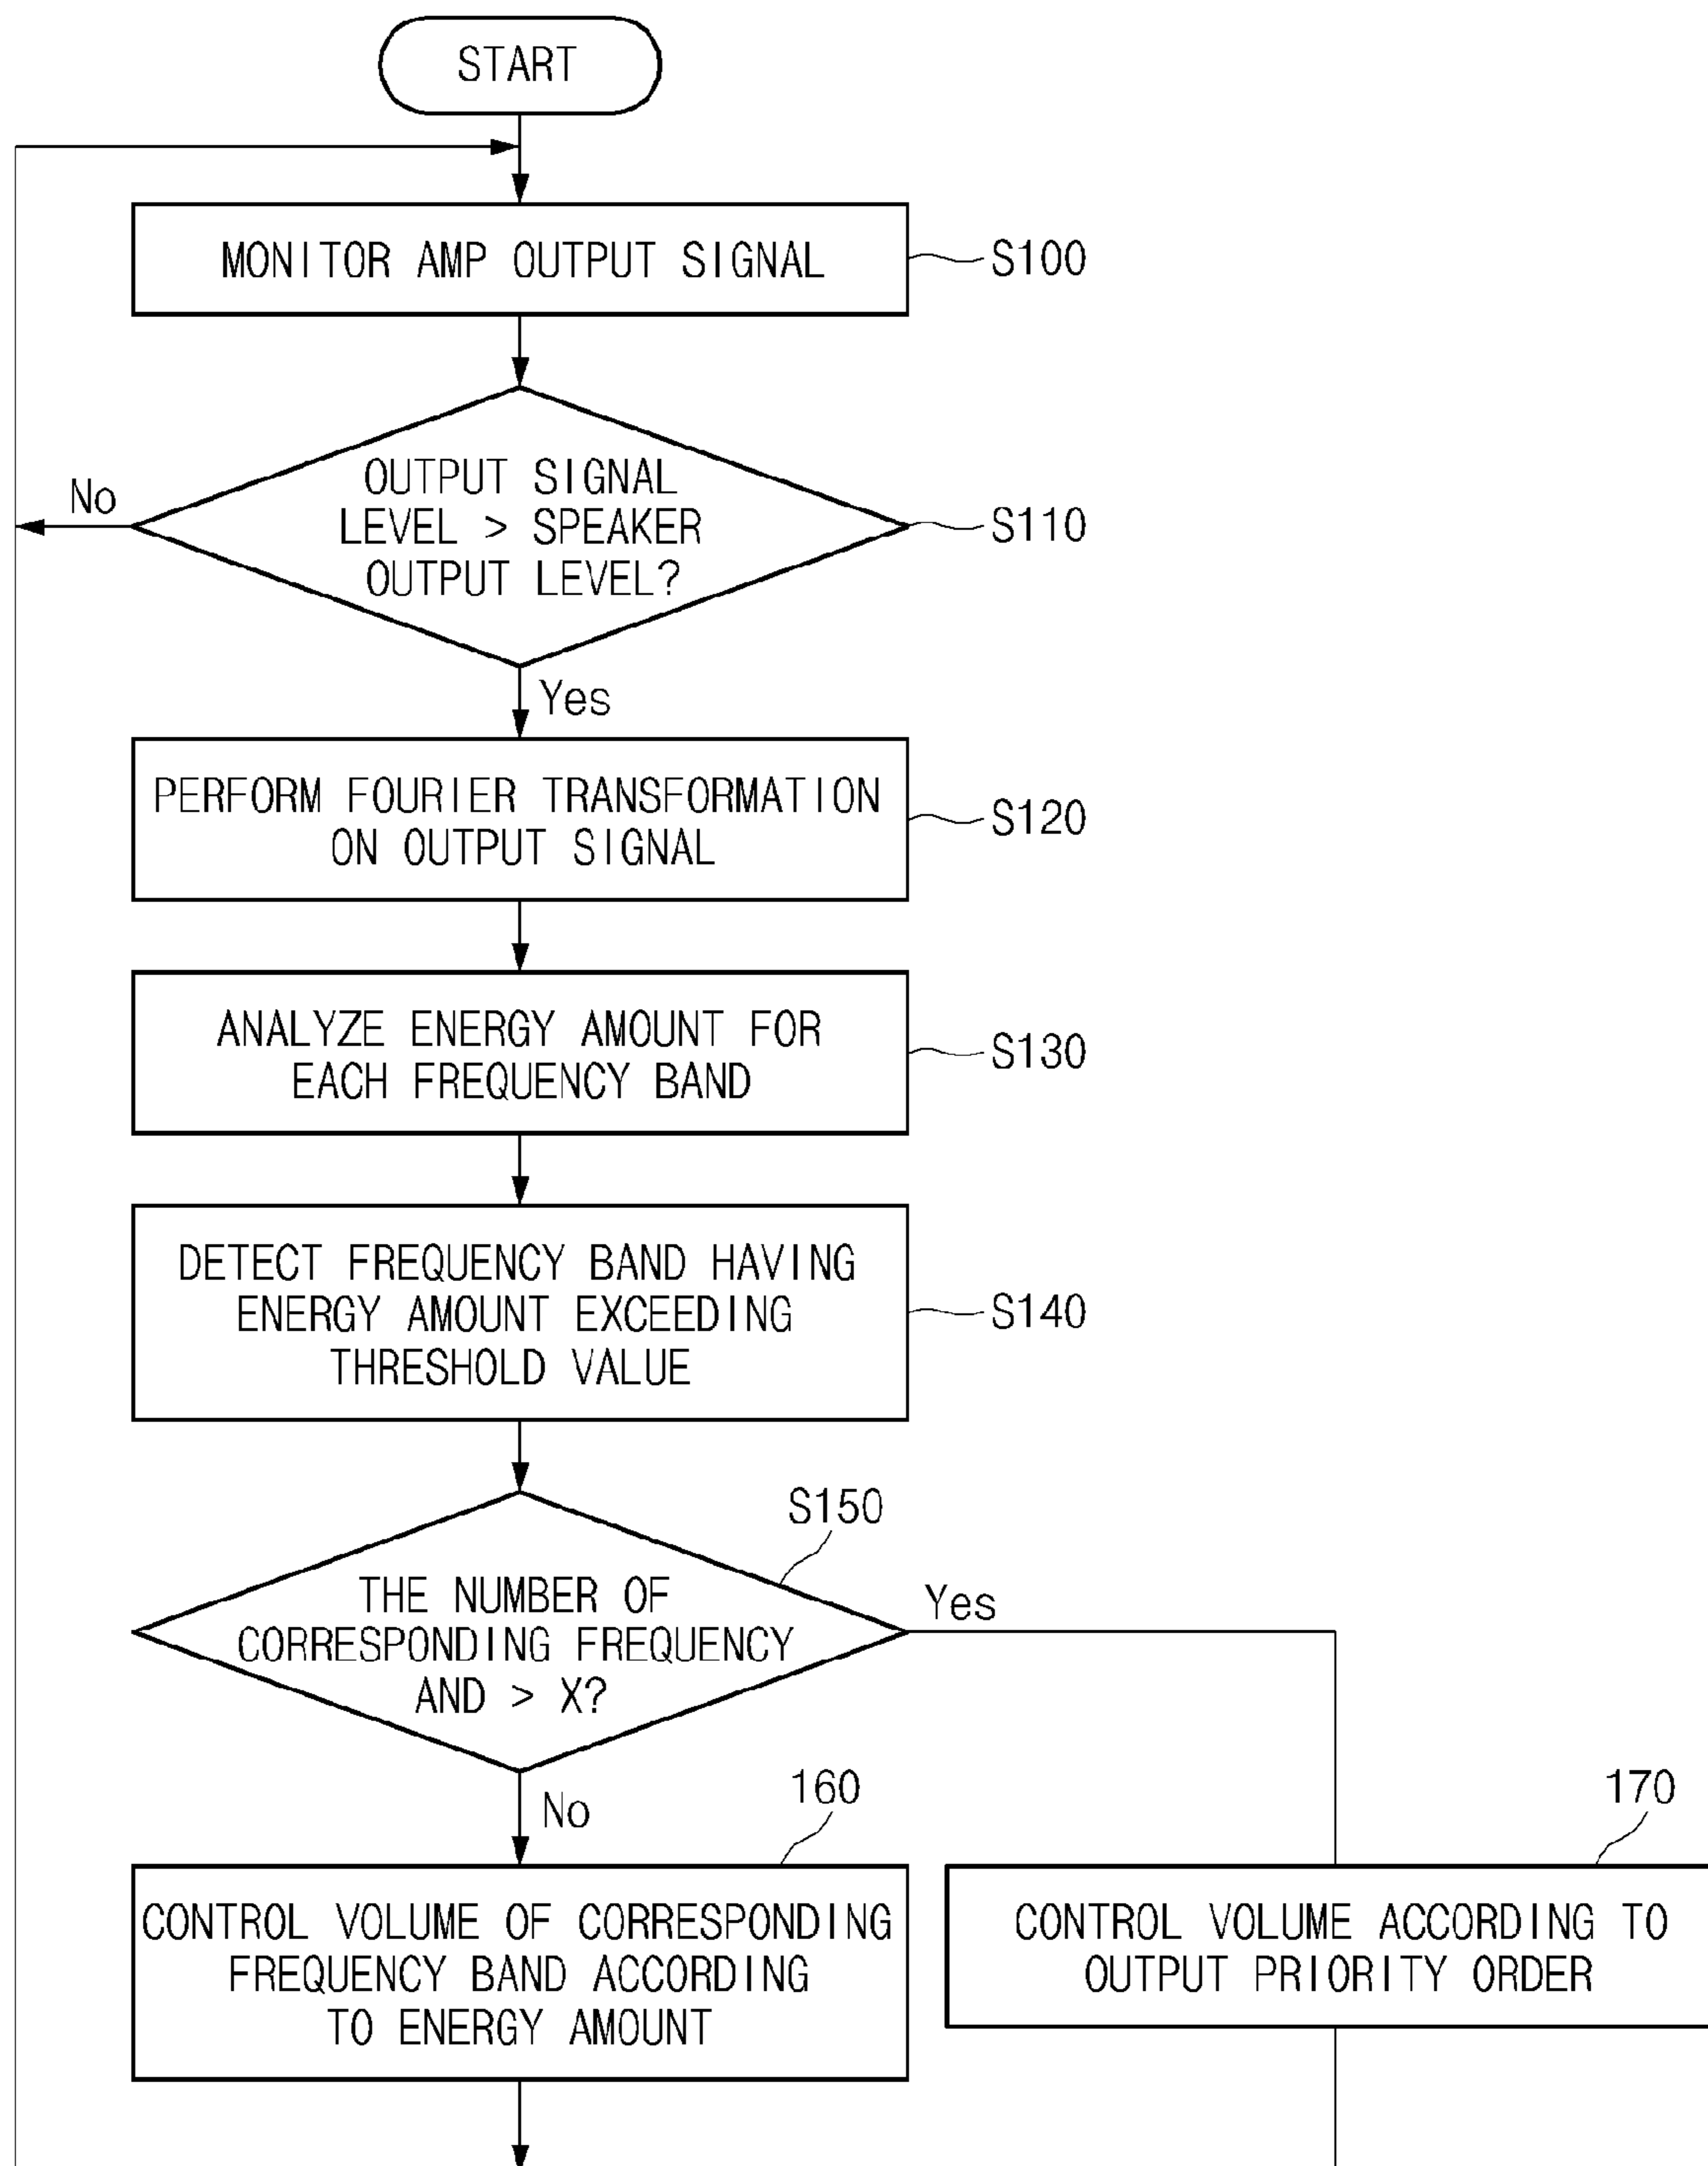 START
MONITOR AMP OUTPUT SIGNAL
S100
OUTPUT SIGNAL
LEVEL > SPEAKER
OUTPUT LEVEL?
S110
No
Yes
PERFORM FOURIER TRANSFORMATION
ON OUTPUT SIGNAL
S120
ANALYZE ENERGY AMOUNT FOR
EACH FREQUENCY BAND
S130
DETECT FREQUENCY BAND HAVING
ENERGY AMOUNT EXCEEDING
THRESHOLD VALUE
S140
S150
THE NUMBER OF
CORRESPONDING FREQUENCY
AND > X?
Yes
No
160
CONTROL VOLUME OF CORRESPONDING
FREQUENCY BAND ACCORDING
TO ENERGY AMOUNT
170
CONTROL VOLUME ACCORDING TO
OUTPUT PRIORITY ORDER